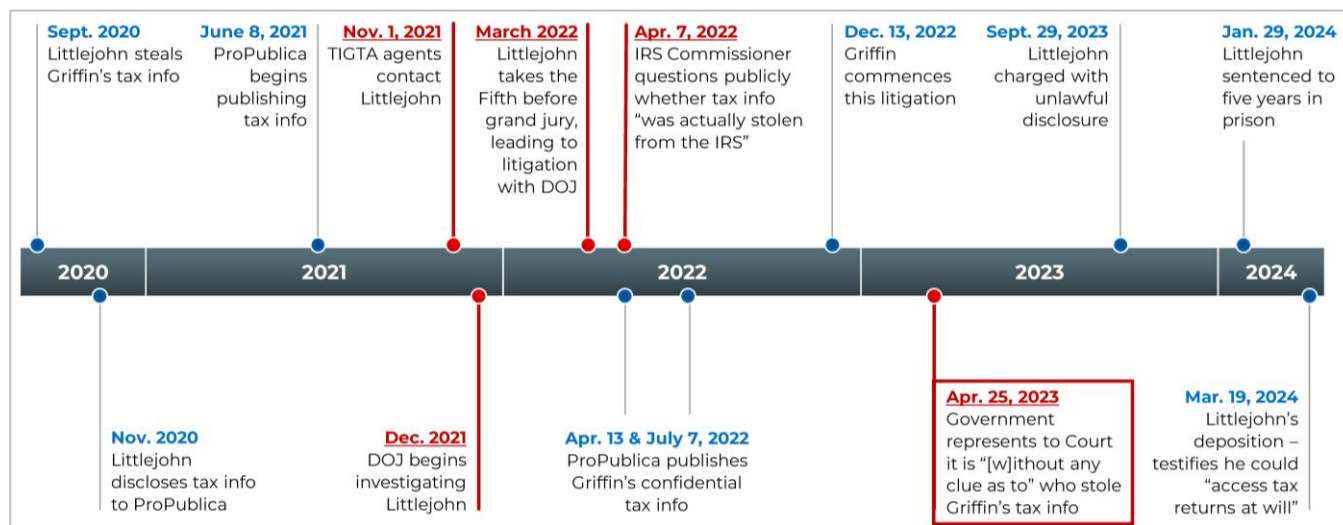 Sept. 2020
Littlejohn steals
Griffin’s tax info
June 8, 2021
ProPublica
begins
publishing
tax info
Nov. 1, 2021
TIGTA agents
contact
Littlejohn
March 2022
Littlejohn
takes the
Fifth before
grand jury,
leading to
litigation
with DOJ
Apr. 7, 2022
IRS Commissioner
questions publicly
whether tax info
“was actually stolen
from the IRS”
Dec. 13, 2022
Griffin
commences
this litigation
Sept. 29, 2023
Littlejohn
charged with
unlawful
disclosure
Jan. 29, 2024
Littlejohn
sentenced to
five years in
prison
2020
2021
2022
2023
2024
Nov. 2020
Littlejohn
discloses tax info
to ProPublica
Dec. 2021
DOJ begins
investigating
Littlejohn
Apr. 13 & July 7, 2022
ProPublica publishes
Griffin’s confidential
tax info
Apr. 25, 2023
Government
represents to Court
it is “[w]ithout any
clue as to” who stole
Griffin’s tax info
Mar. 19, 2024
Littlejohn’s
deposition –
testifies he could
“access tax
returns at will”